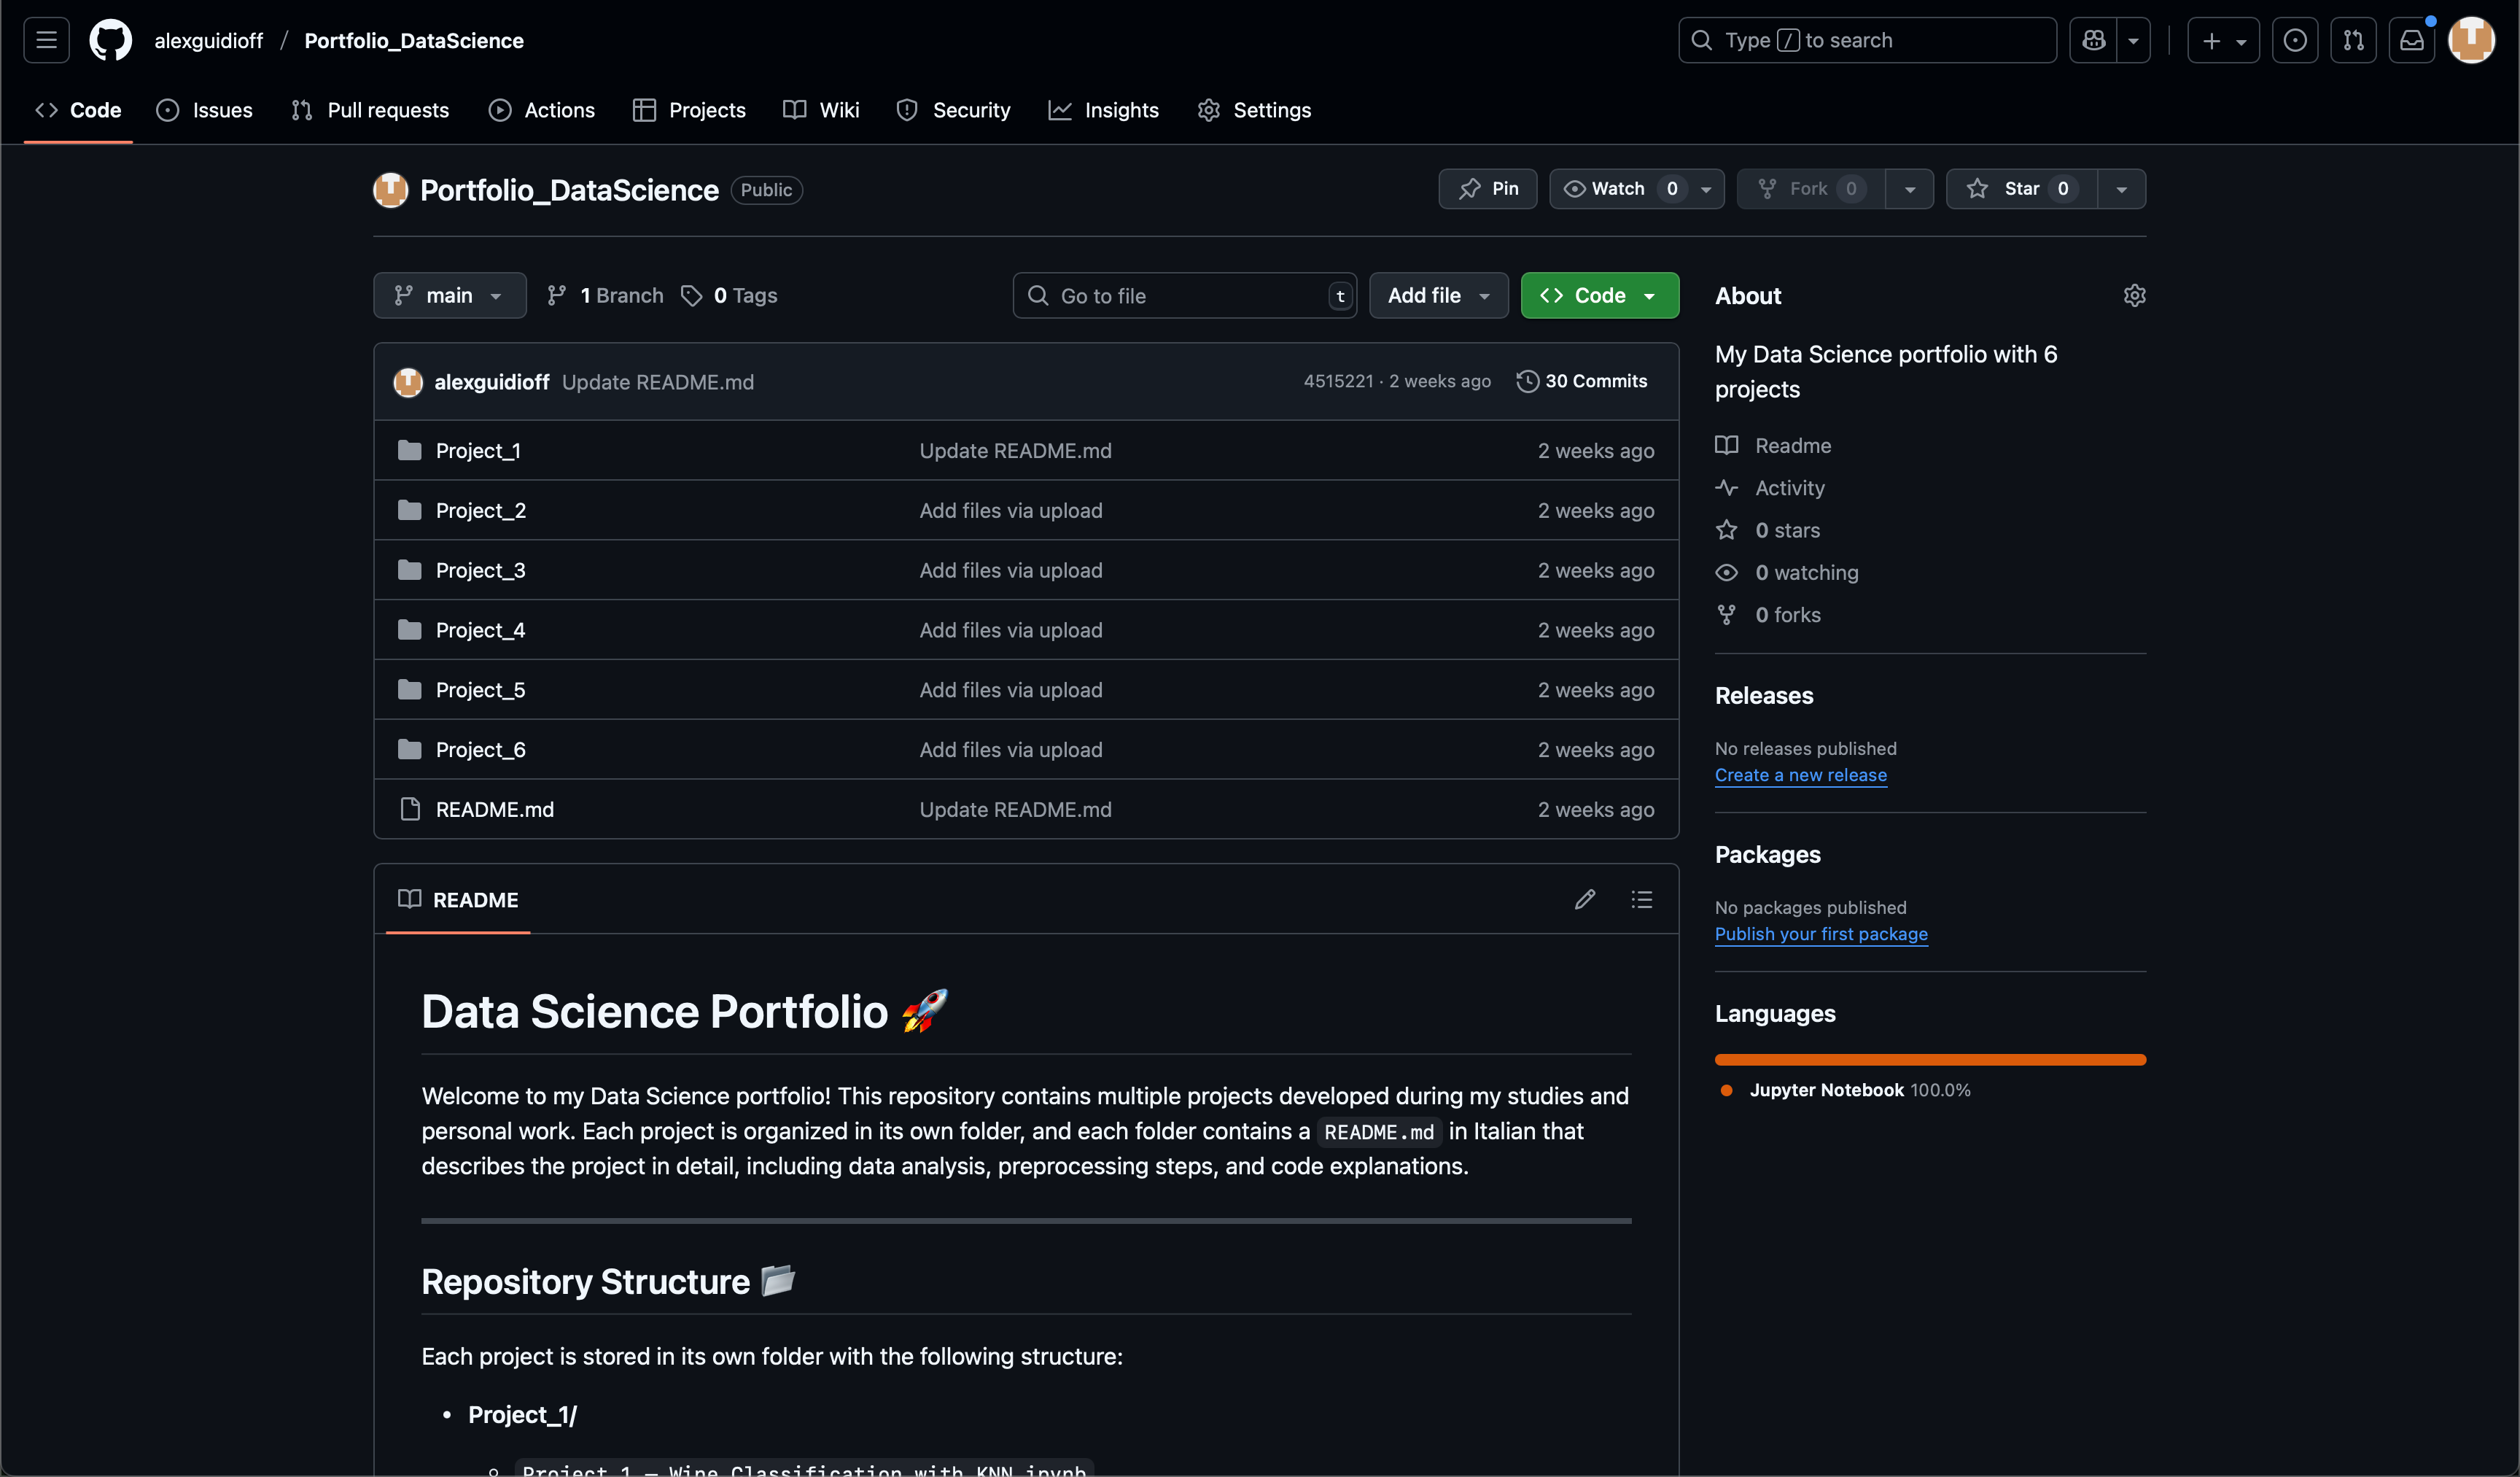 alexguidioff / Portfolio_DataScience
Type / to search
Code Issues Pull requests Actions Projects Wiki Security Insights Settings
Portfolio_DataScience Public
Pin Watch 0 Fork 0 Star 0
main 1 Branch 0 Tags
Go to file t
Add file
Code
alexguidioff Update README.md 4515221 · 2 weeks ago 30 Commits
Project_1 Update README.md 2 weeks ago
Project_2 Add files via upload 2 weeks ago
Project_3 Add files via upload 2 weeks ago
Project_4 Add files via upload 2 weeks ago
Project_5 Add files via upload 2 weeks ago
Project_6 Add files via upload 2 weeks ago
README.md Update README.md 2 weeks ago
README
Data Science Portfolio 🚀
Welcome to my Data Science portfolio! This repository contains multiple projects developed during my studies and
personal work. Each project is organized in its own folder, and each folder contains a README.md in Italian that
describes the project in detail, including data analysis, preprocessing steps, and code explanations.
Repository Structure 📂
Each project is stored in its own folder with the following structure:
• Project_1/
Project 1 – Wine Classification with KNN.ipynb
About
My Data Science portfolio with 6
projects
Readme
Activity
0 stars
0 watching
0 forks
Releases
No releases published
Create a new release
Packages
No packages published
Publish your first package
Languages
Jupyter Notebook 100.0%